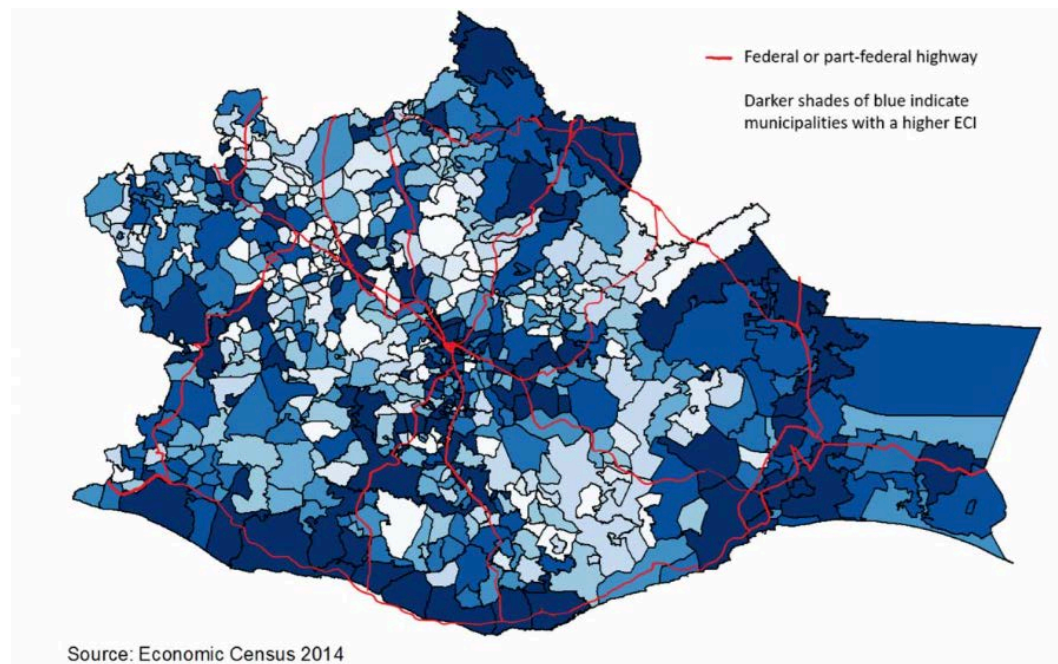 Federal or part-federal highway
Darker shades of blue indicate
municipalities with a higher ECI
Source: Economic Census 2014